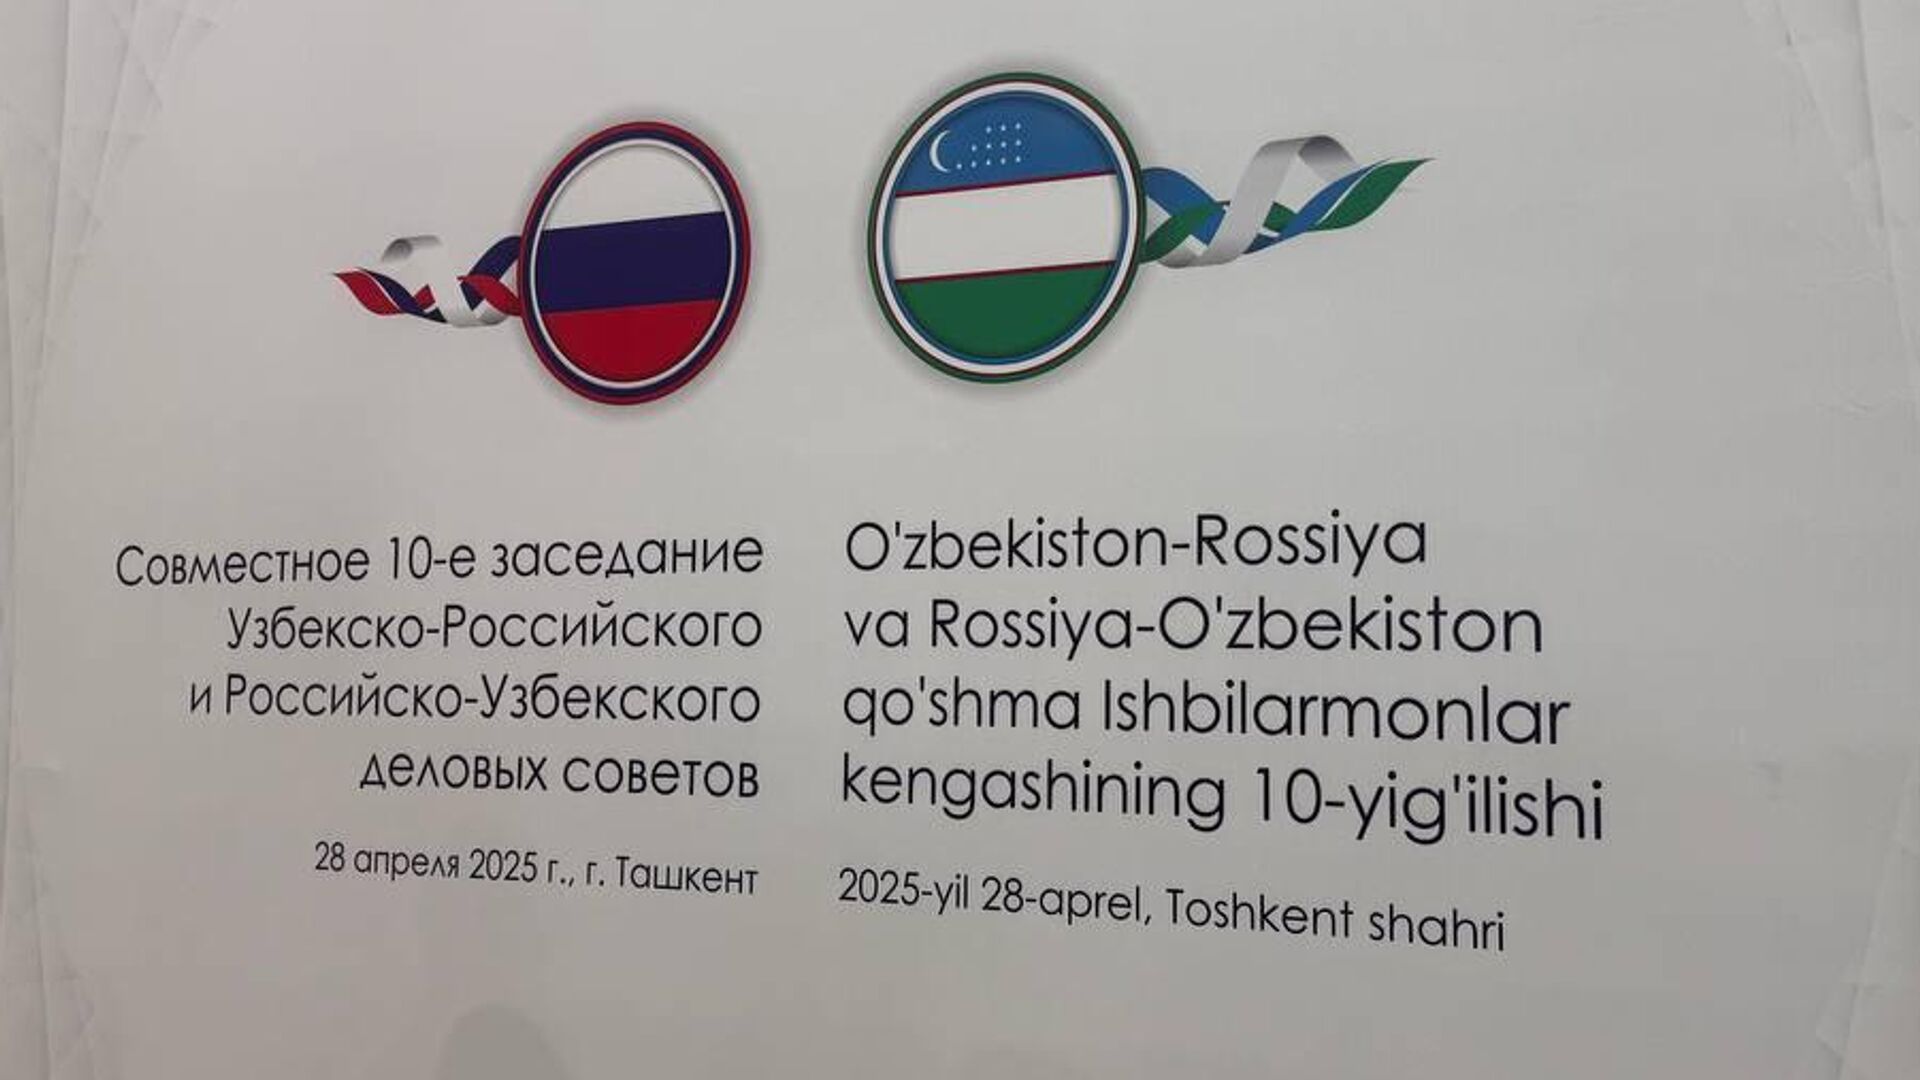 Совместное 10-е заседание
Узбекско-Российского
и Российско-Узбекского
деловых советов
28 апреля 2025 г., г. Ташкент
O'zbekiston-Rossiya
va Rossiya-O'zbekiston
qo'shma Ishbilarmonlar
kengashining 10-yig'ilishi
2025-yil 28-aprel, Toshkent shahri